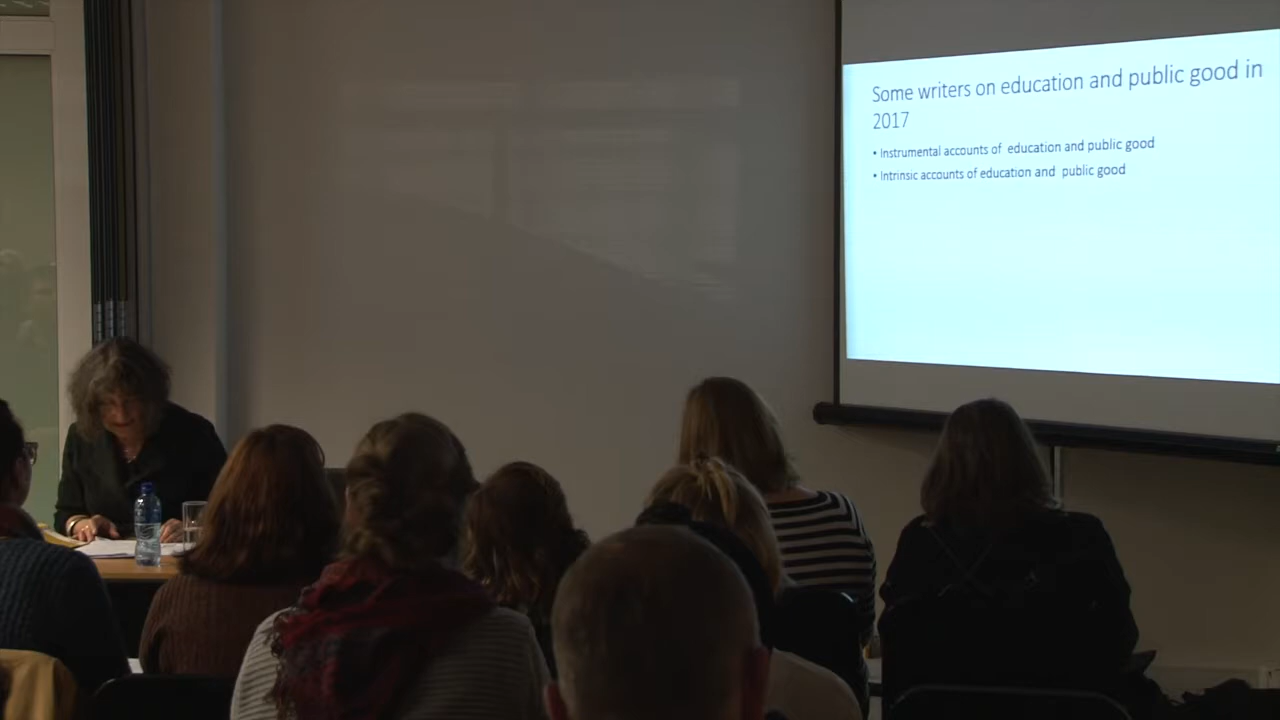 Some writers on education and public good in
2017
• Instrumental accounts of education and public good
• Intrinsic accounts of education and public good